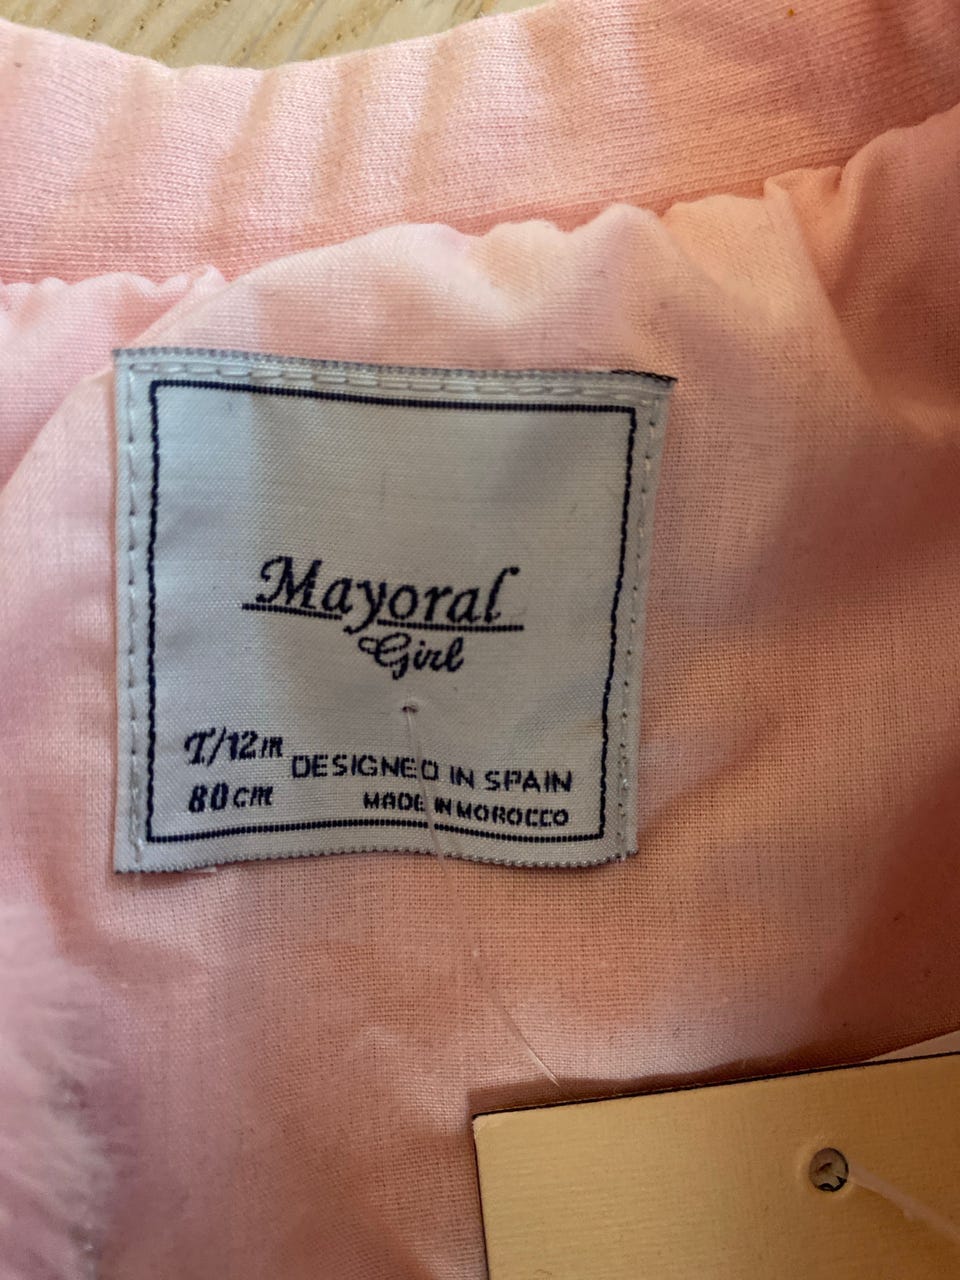 Mayoral
Girl
T/12m
80cm
DESIGNED IN SPAIN
MADE IN MOROCCO